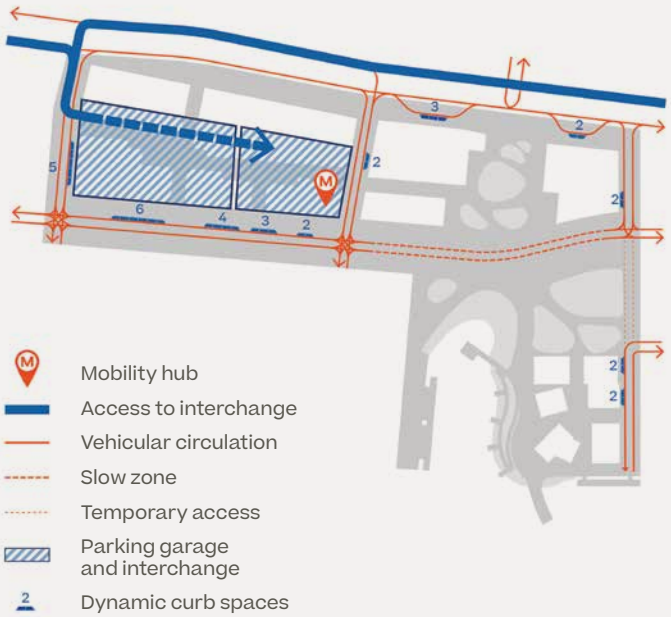 3
2
2
5
M
2
6
4
3
2
2
2
M
Mobility hub
Access to interchange
Vehicular circulation
Slow zone
Temporary access
Parking garage
and interchange
2
Dynamic curb spaces